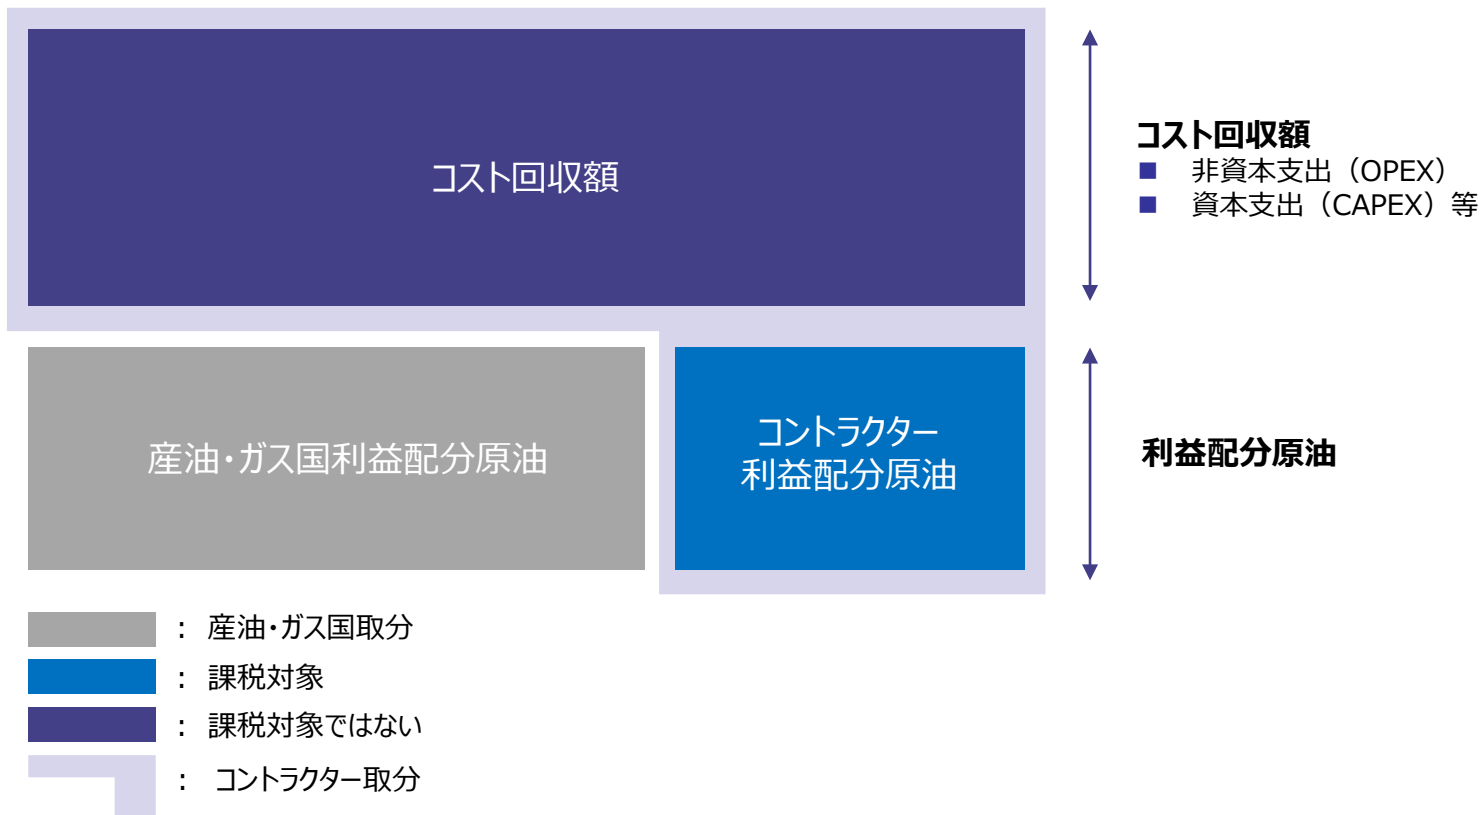 コスト回収額
コスト回収額
■ 非資本支出（OPEX）
■ 資本支出（CAPEX）等
産油・ガス国利益配分原油
コントラクター
利益配分原油
利益配分原油
： 産油・ガス国取分
： 課税対象
： 課税対象ではない
： コントラクター取分